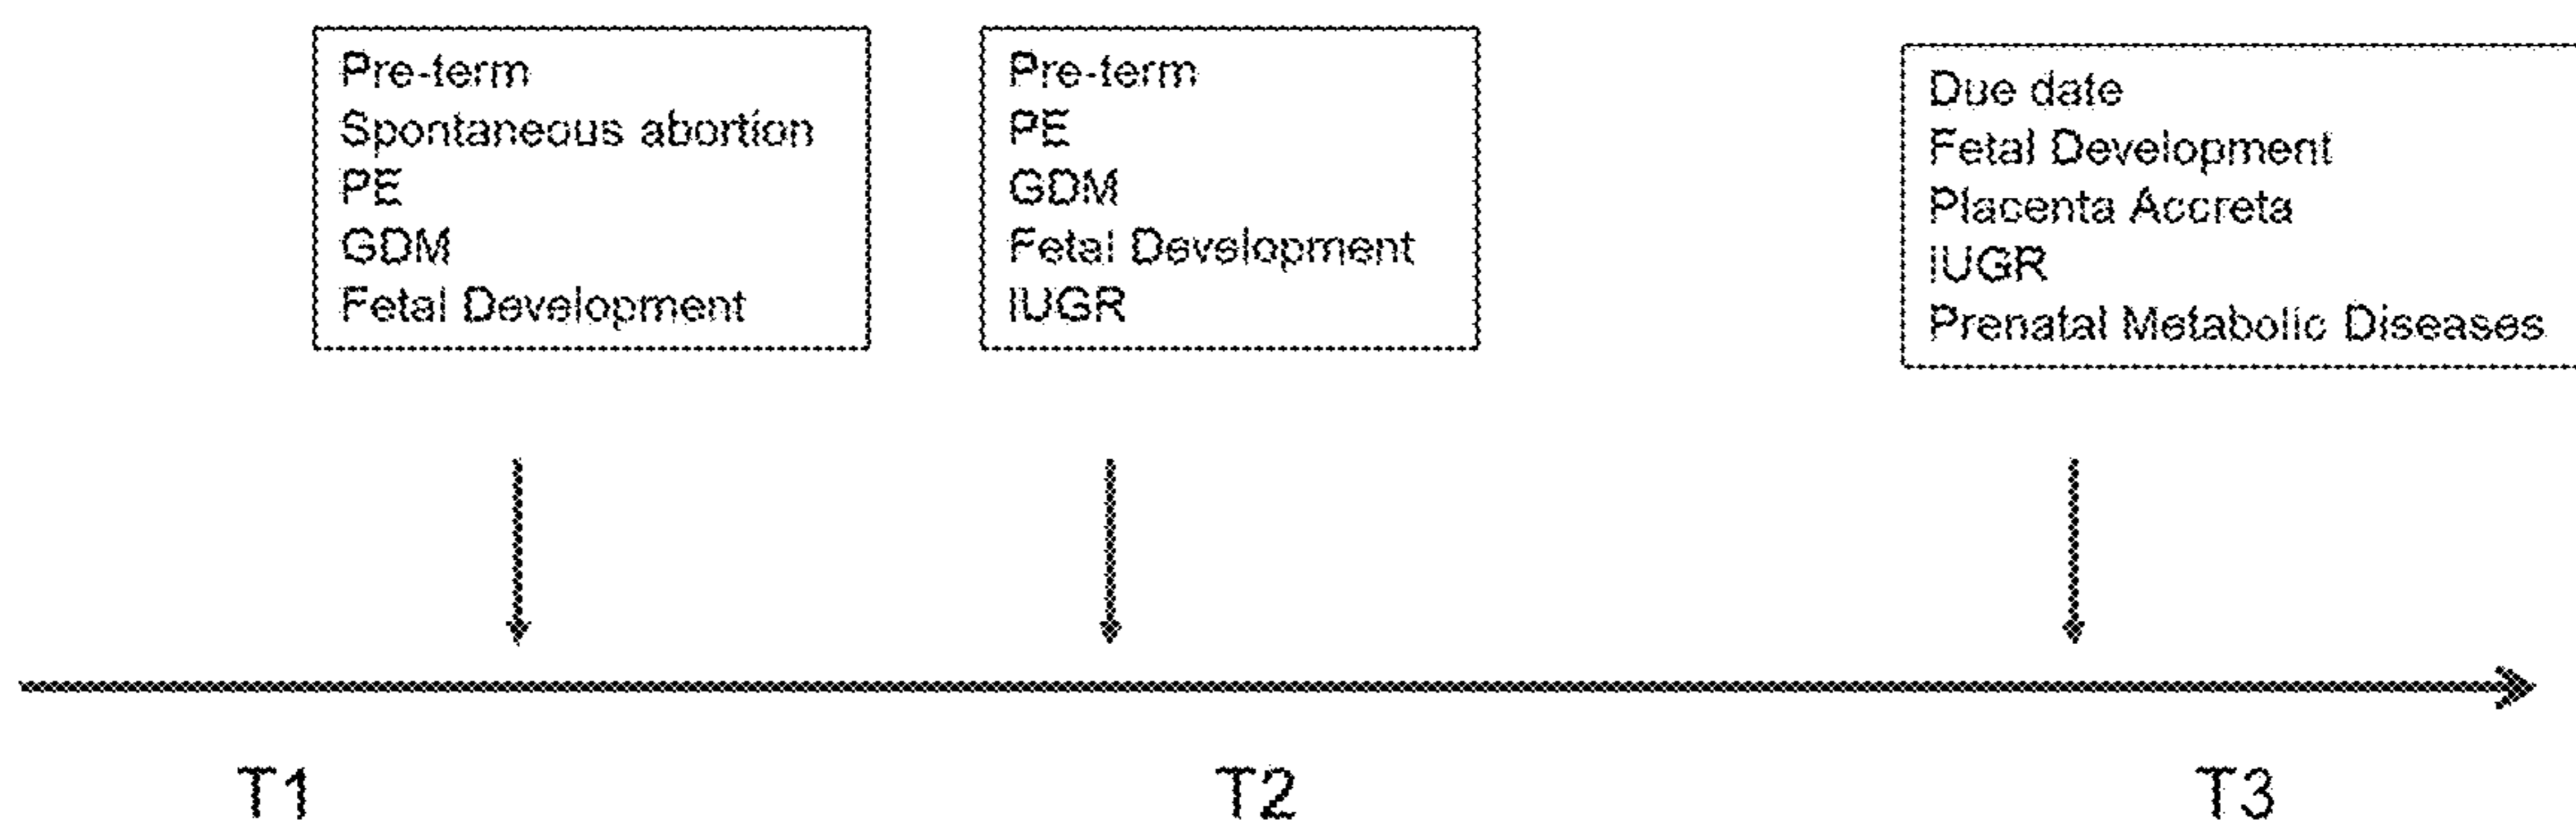 Pre-term
Spontaneous abortion
PE
GDM
Fetal Development
Pre-term
PE
GDM
Fetal Development
IUGR
Due date
Fetal Development
Placenta Accreta
IUGR
Prenatal Metabolic Diseases
T1
T2
T3